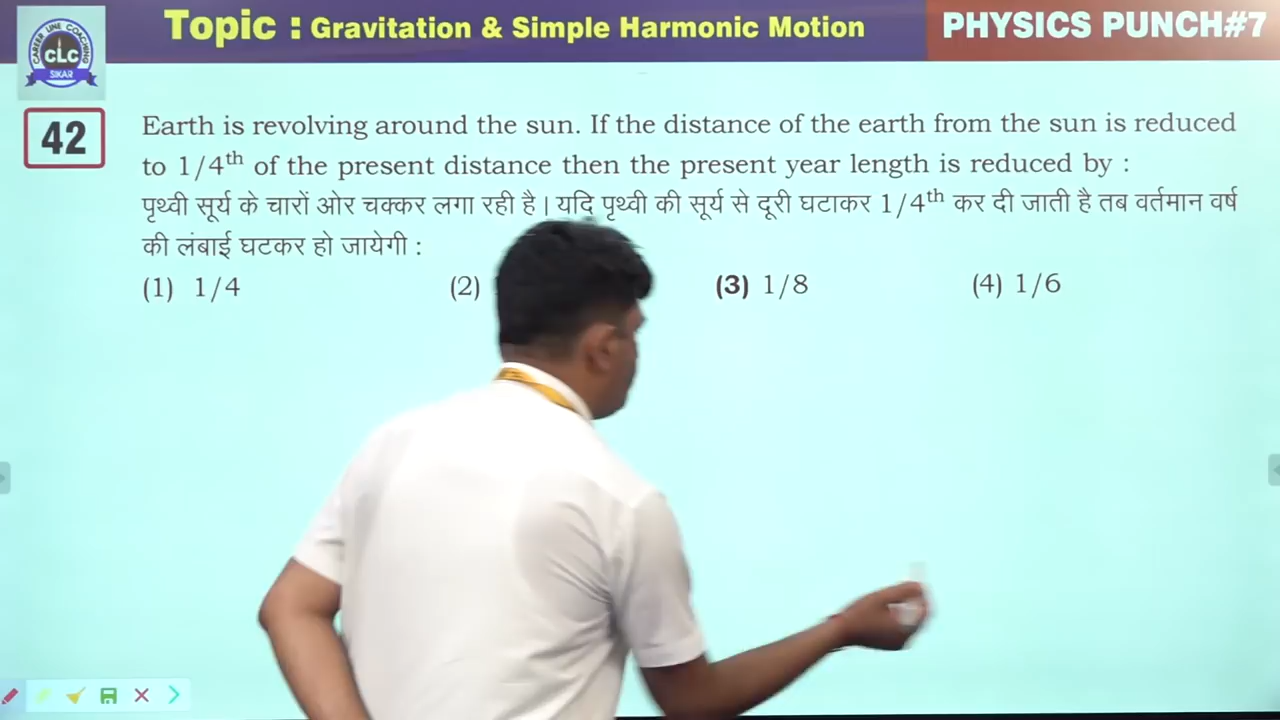 Topic : Gravitation & Simple Harmonic Motion
PHYSICS PUNCH#7
CAREER LINE COACHING
CLC
SIKAR
42
Earth is revolving around the sun. If the distance of the earth from the sun is reduced
to 1/4th of the present distance then the present year length is reduced by :
पृथ्वी सूर्य के चारों ओर चक्कर लगा रही है। यदि पृथ्वी की सूर्य से दूरी घटाकर 1/4th कर दी जाती है तब वर्तमान वर्ष
की लंबाई घटकर हो जायेगी :
(1) 1/4 (2) (3) 1/8 (4) 1/6